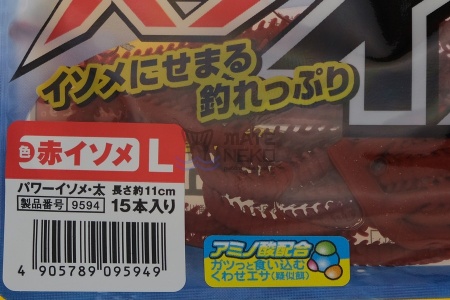 イソメにせまる
釣れっぷり
色 赤イソメ L
パワーイソメ・太 長さ約11cm
製品番号 9594 15本入り
4 905789 095949
アミノ酸配合
ガツっと食い込む
くわせエサ(疑似餌)